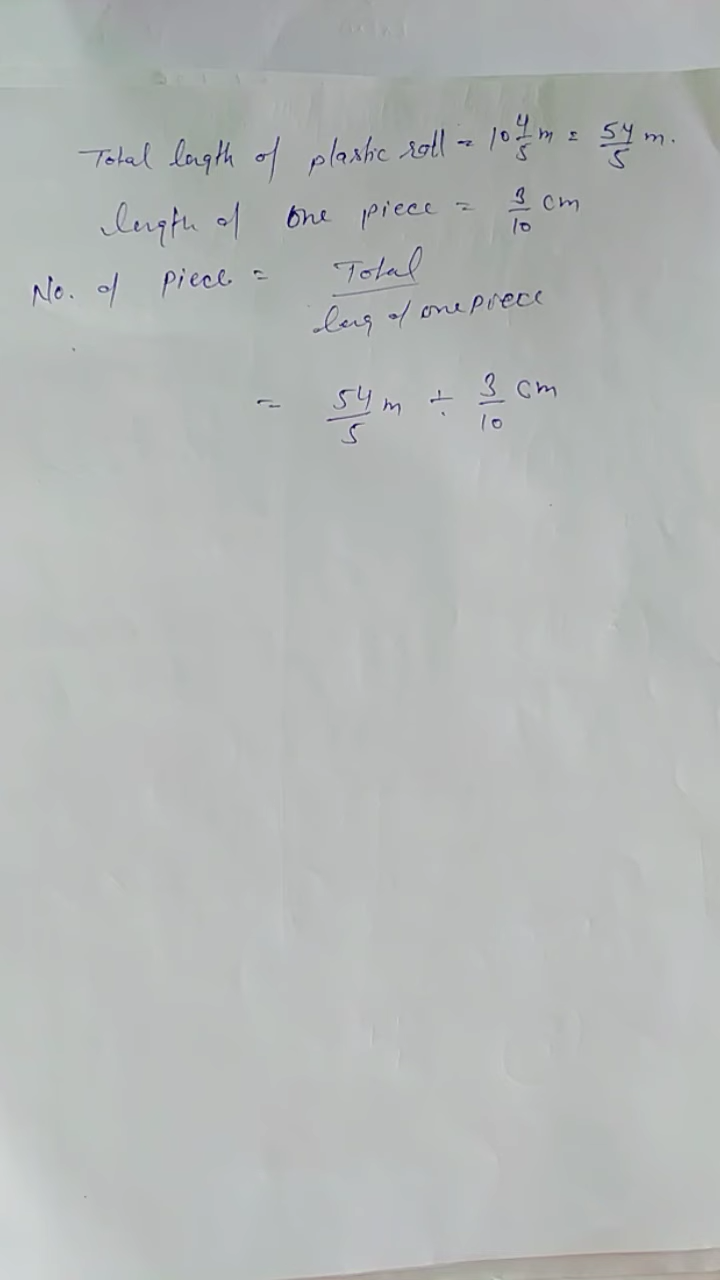 Total length of plastic roll = 10 4/5 m = 54/5 m.
length of one piece = 3/10 cm
No. of piece = Total / leng of one piece
= 54/5 m ÷ 3/10 cm